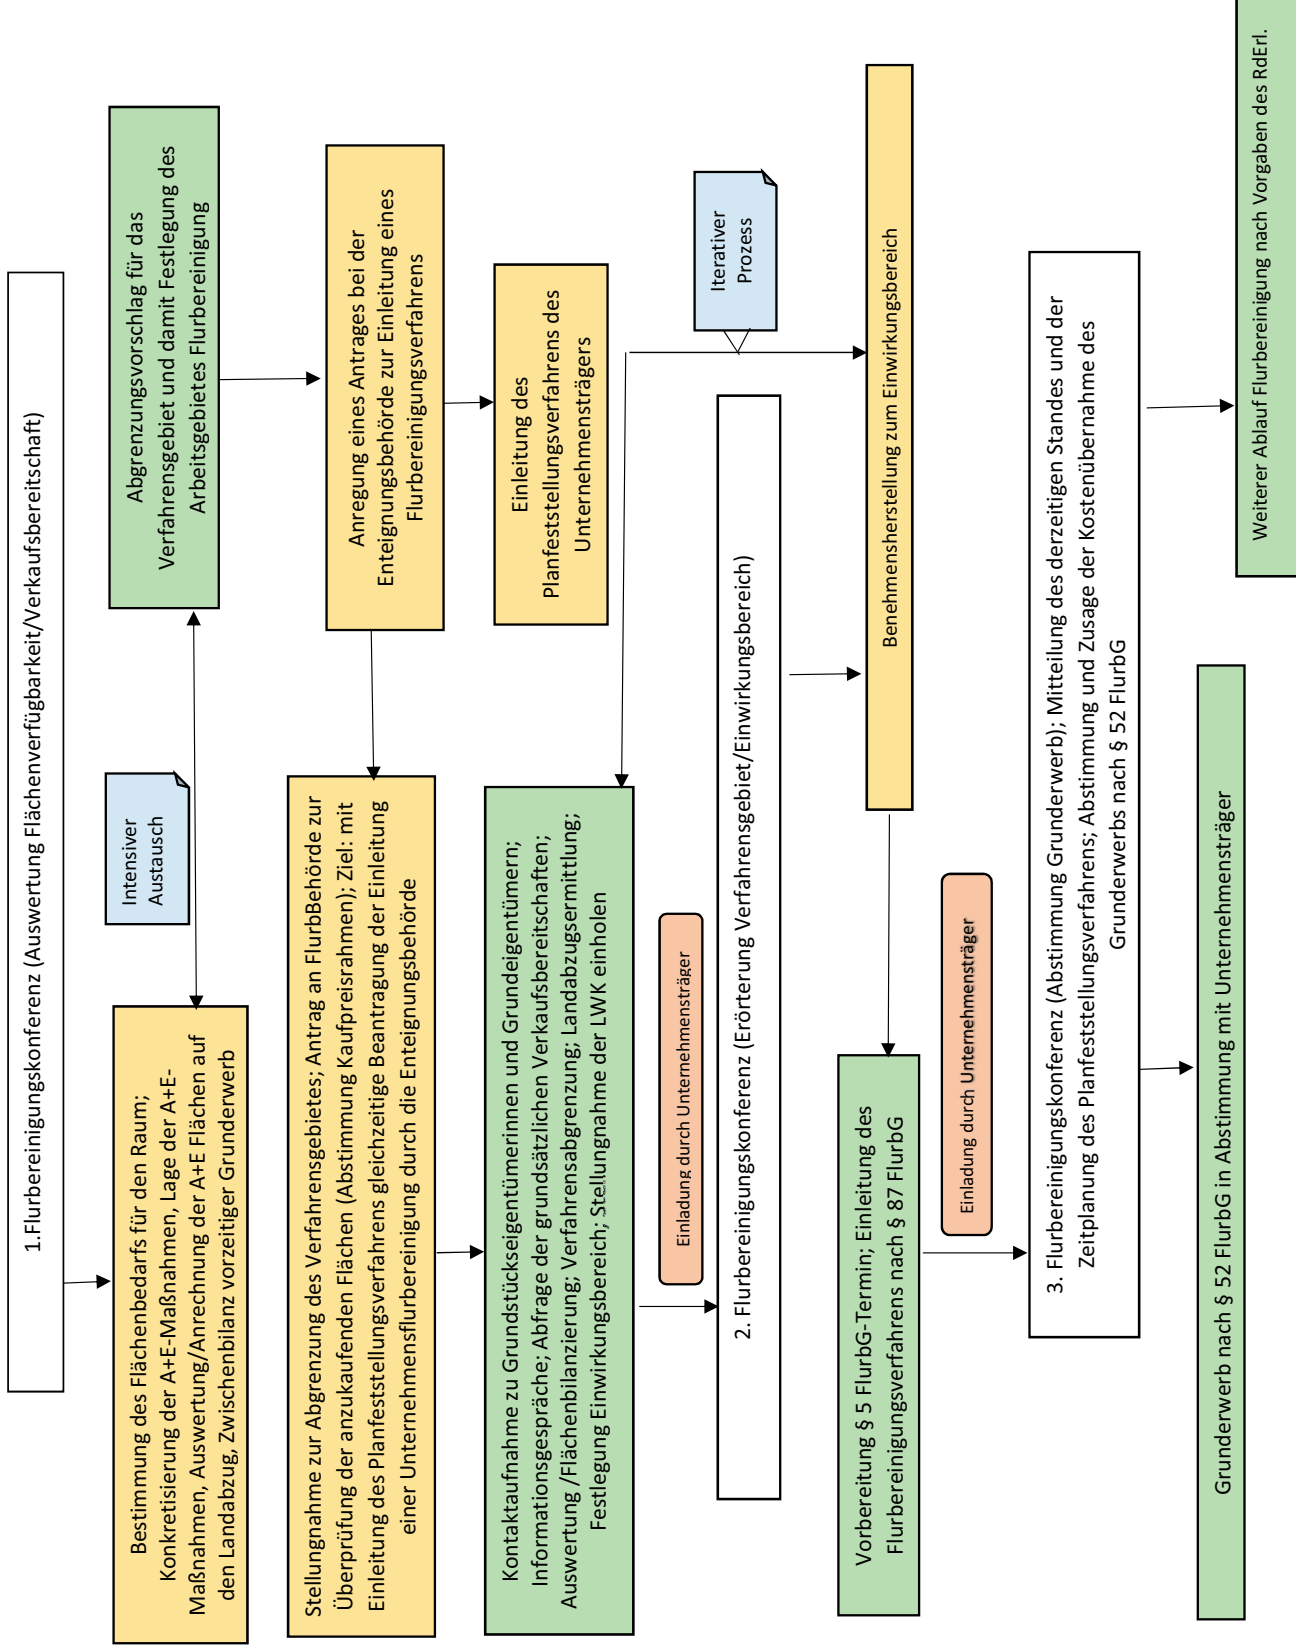 1.Flurbereinigungskonferenz (Auswertung Flächenverfügbarkeit/Verkaufsbereitschaft)
Bestimmung des Flächenbedarfs für den Raum;
Konkretisierung der A+E-Maßnahmen, Lage der A+E-
Maßnahmen, Auswertung/Anrechnung der A+E Flächen auf
den Landabzug, Zwischenbilanz vorzeitiger Grunderwerb
Intensiver
Austausch
Abgrenzungsvorschlag für das
Verfahrensgebiet und damit Festlegung des
Arbeitsgebietes Flurbereinigung
Anregung eines Antrages bei der
Enteignungsbehörde zur Einleitung eines
Flurbereinigungsverfahrens
Stellungnahme zur Abgrenzung des Verfahrensgebietes; Antrag an FlurbBehörde zur
Überprüfung der anzukaufenden Flächen (Abstimmung Kaufpreisrahmen); Ziel: mit
Einleitung des Planfeststellungsverfahrens gleichzeitige Beantragung der Einleitung
einer Unternehmensflurbereinigung durch die Enteignungsbehörde
Einleitung des
Planfeststellungsverfahrens des
Unternehmensträgers
Kontaktaufnahme zu Grundstückseigentümerinnen und Grundeigentümern;
Informationsgespräche; Abfrage der grundsätzlichen Verkaufsbereitschaften;
Auswertung /Flächenbilanzierung; Verfahrensabgrenzung; Landabzugsermittlung;
Festlegung Einwirkungsbereich; Stellungnahme der LWK einholen
Einladung durch Unternehmensträger
Iterativer
Prozess
2. Flurbereinigungskonferenz (Erörterung Verfahrensgebiet/Einwirkungsbereich)
Benehmensherstellung zum Einwirkungsbereich
Vorbereitung § 5 FlurbG-Termin; Einleitung des
Flurbereinigungsverfahrens nach § 87 FlurbG
Einladung durch Unternehmensträger
3. Flurbereinigungskonferenz (Abstimmung Grunderwerb); Mitteilung des derzeitigen Standes und der
Zeitplanung des Planfeststellungsverfahrens; Abstimmung und Zusage der Kostenübernahme des
Grunderwerbs nach § 52 FlurbG
Grunderwerb nach § 52 FlurbG in Abstimmung mit Unternehmensträger
Weiterer Ablauf Flurbereinigung nach Vorgaben des RdErl.